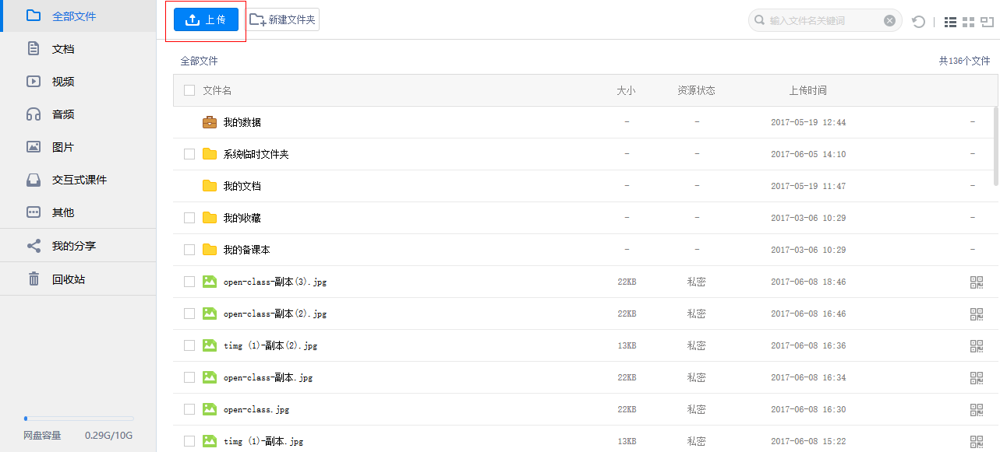 全部文件
文档
视频
音频
图片
交互式课件
其他
我的分享
回收站
网盘容量 0.29G/10G
上传 新建文件夹 输入文件名关键词
全部文件 共136个文件
文件名 大小 资源状态 上传时间
我的数据 - - 2017-05-19 12:44 -
系统临时文件夹 - - 2017-06-05 14:10 -
我的文档 - - 2017-05-19 11:47 -
我的收藏 - - 2017-03-06 10:29 -
我的备课本 - - 2017-03-06 10:29 -
open-class-副本(3).jpg 22KB 私密 2017-06-08 18:46
open-class-副本(2).jpg 22KB 私密 2017-06-08 16:46
timg (1)-副本(2).jpg 13KB 私密 2017-06-08 16:36
open-class-副本.jpg 22KB 私密 2017-06-08 16:34
open-class.jpg 22KB 私密 2017-06-08 16:30
timg (1)-副本.jpg 13KB 私密 2017-06-08 15:22